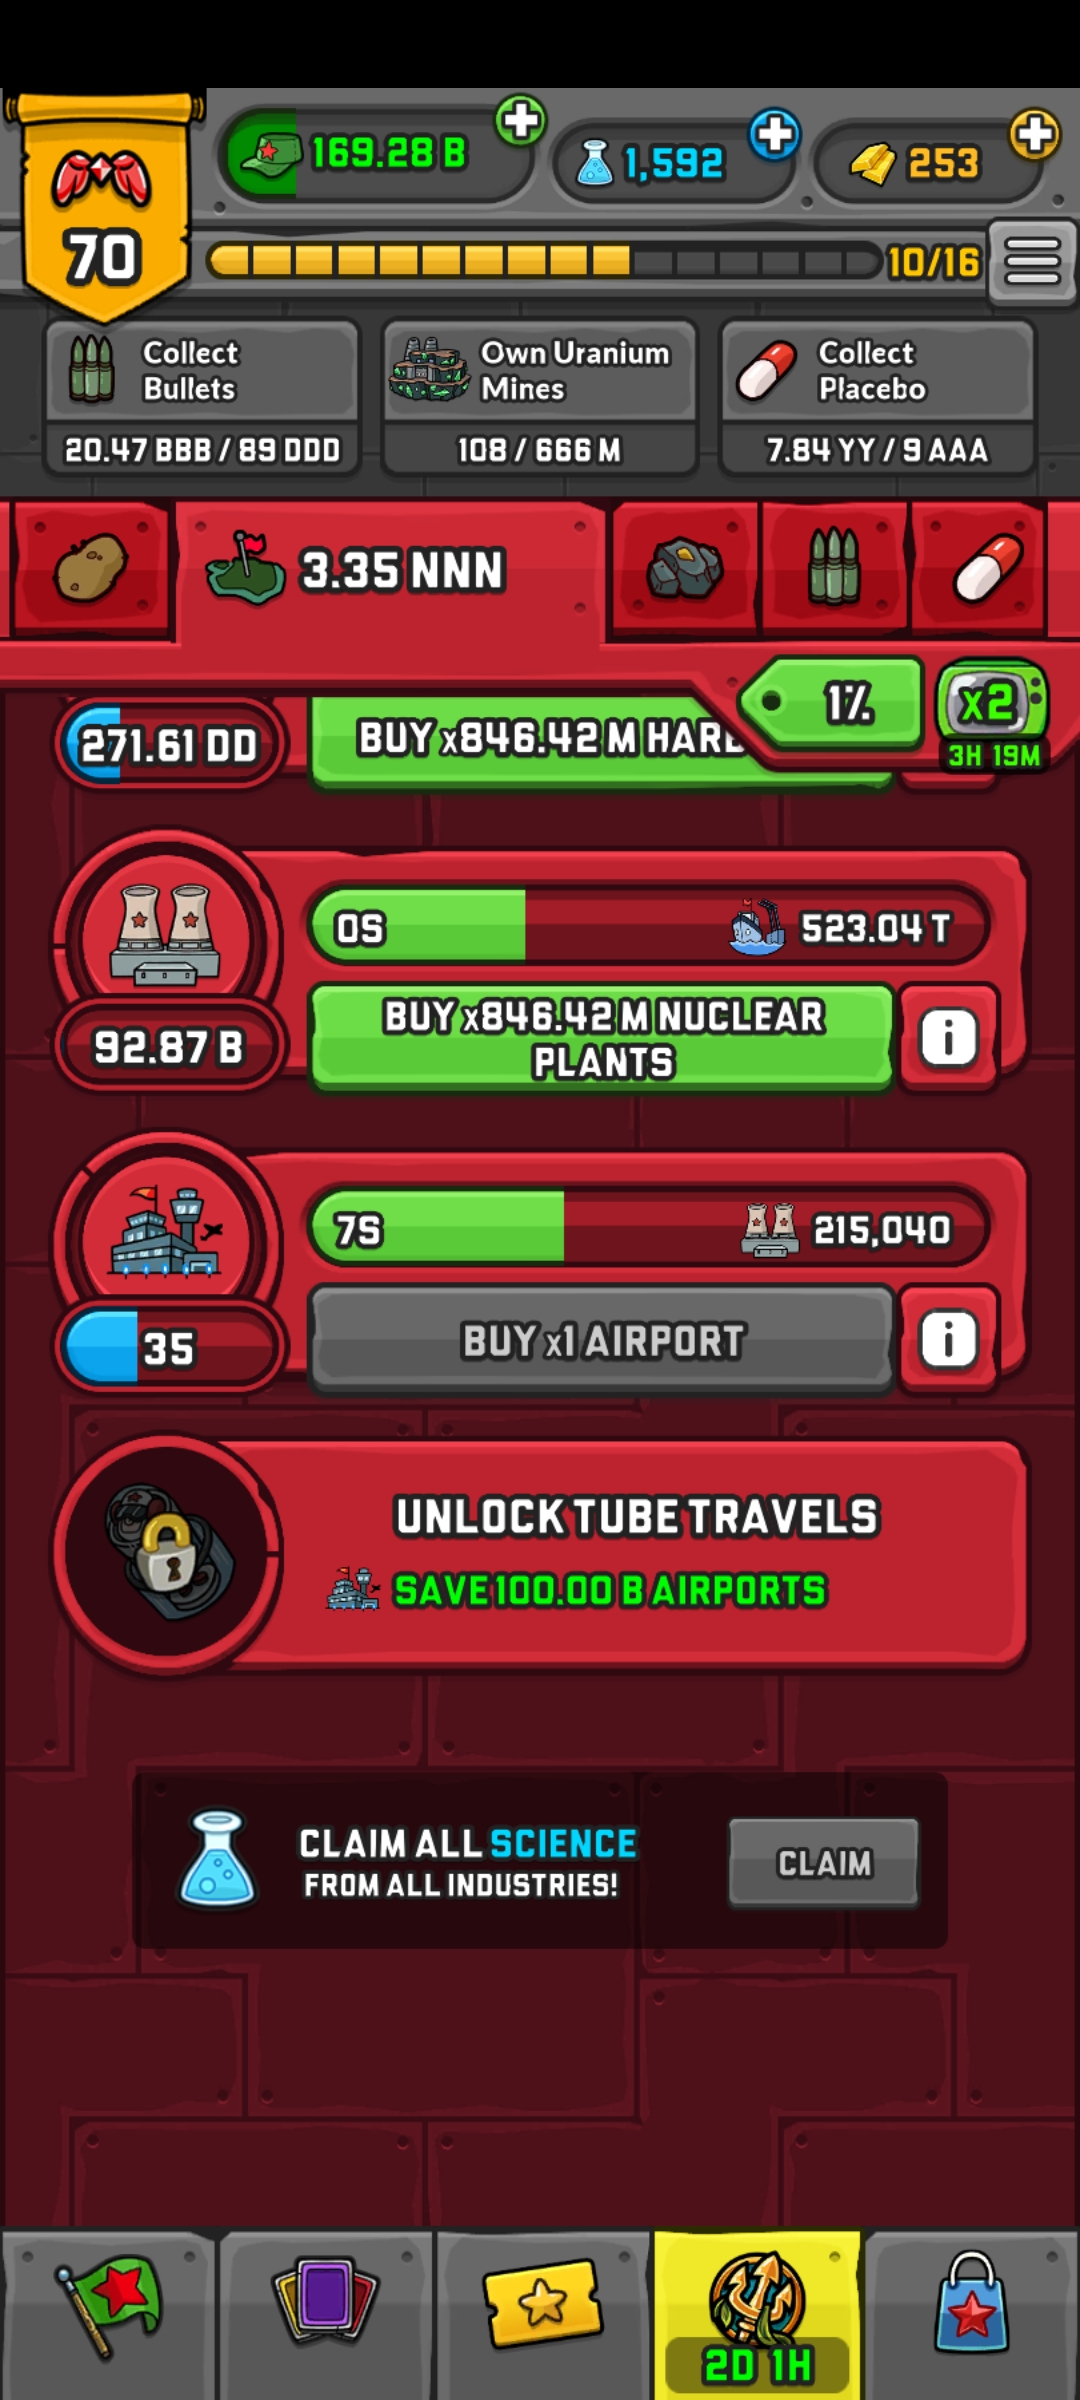 70
169.28 B
1,592
253
10/16
Collect
Bullets
20.47 BBB / 89 DDD
Own Uranium
Mines
108 / 666 M
Collect
Placebo
7.84 YY / 9 AAA
3.35 NNN
1%
x2
3H 19M
271.61 DD
BUY x846.42 M
0S
523.04 T
92.87 B
BUY x846.42 M NUCLEAR
PLANTS
i
7S
215,040
35
BUY x1 AIRPORT
i
UNLOCK TUBE TRAVELS
SAVE 100.00 B AIRPORTS
CLAIM ALL SCIENCE
FROM ALL INDUSTRIES!
CLAIM
2D 1H